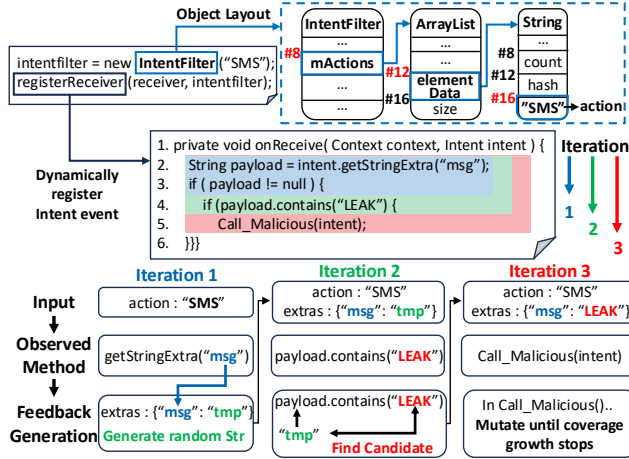 Object Layout
IntentFilter
...
mActions
...
...
ArrayList
...
element
Data
size
String
...
count
hash
"SMS"
action
#8
#12
#16
#8
#12
#16
intentfilter = new IntentFilter("SMS");
registerReceiver(receiver, intentfilter);
Dynamically
register
Intent event
1. private void onReceive( Context context, Intent intent ) {
2. String payload = intent.getStringExtra("msg");
3. if ( payload != null ) {
4. if (payload.contains("LEAK") {
5. Call_Malicious(intent);
6. }}}
Iteration
1
2
3
Iteration 1
Iteration 2
Iteration 3
Input
action : "SMS"
action : "SMS"
extras : {"msg": "tmp"}
action : "SMS"
extras : {"msg": "LEAK"}
Observed
Method
getStringExtra("msg")
payload.contains("LEAK")
Call_Malicious(intent)
Feedback
Generation
extras : {"msg": "tmp"}
Generate random Str
payload.contains("LEAK")
"tmp"
Find Candidate
In Call_Malicious()..
Mutate until coverage
growth stops